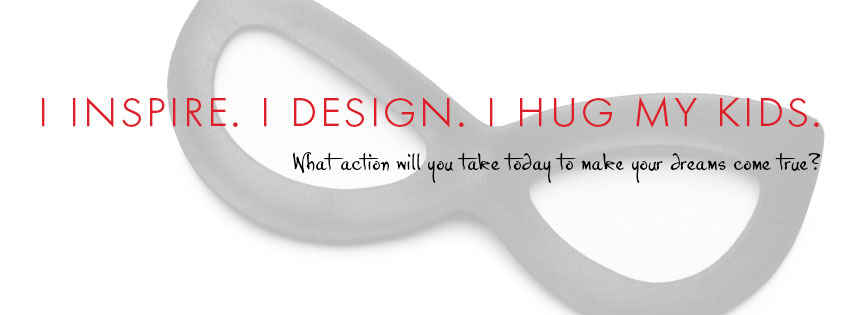 I INSPIRE. I DESIGN. I HUG MY KIDS.
What action will you take today to make your dreams come true?